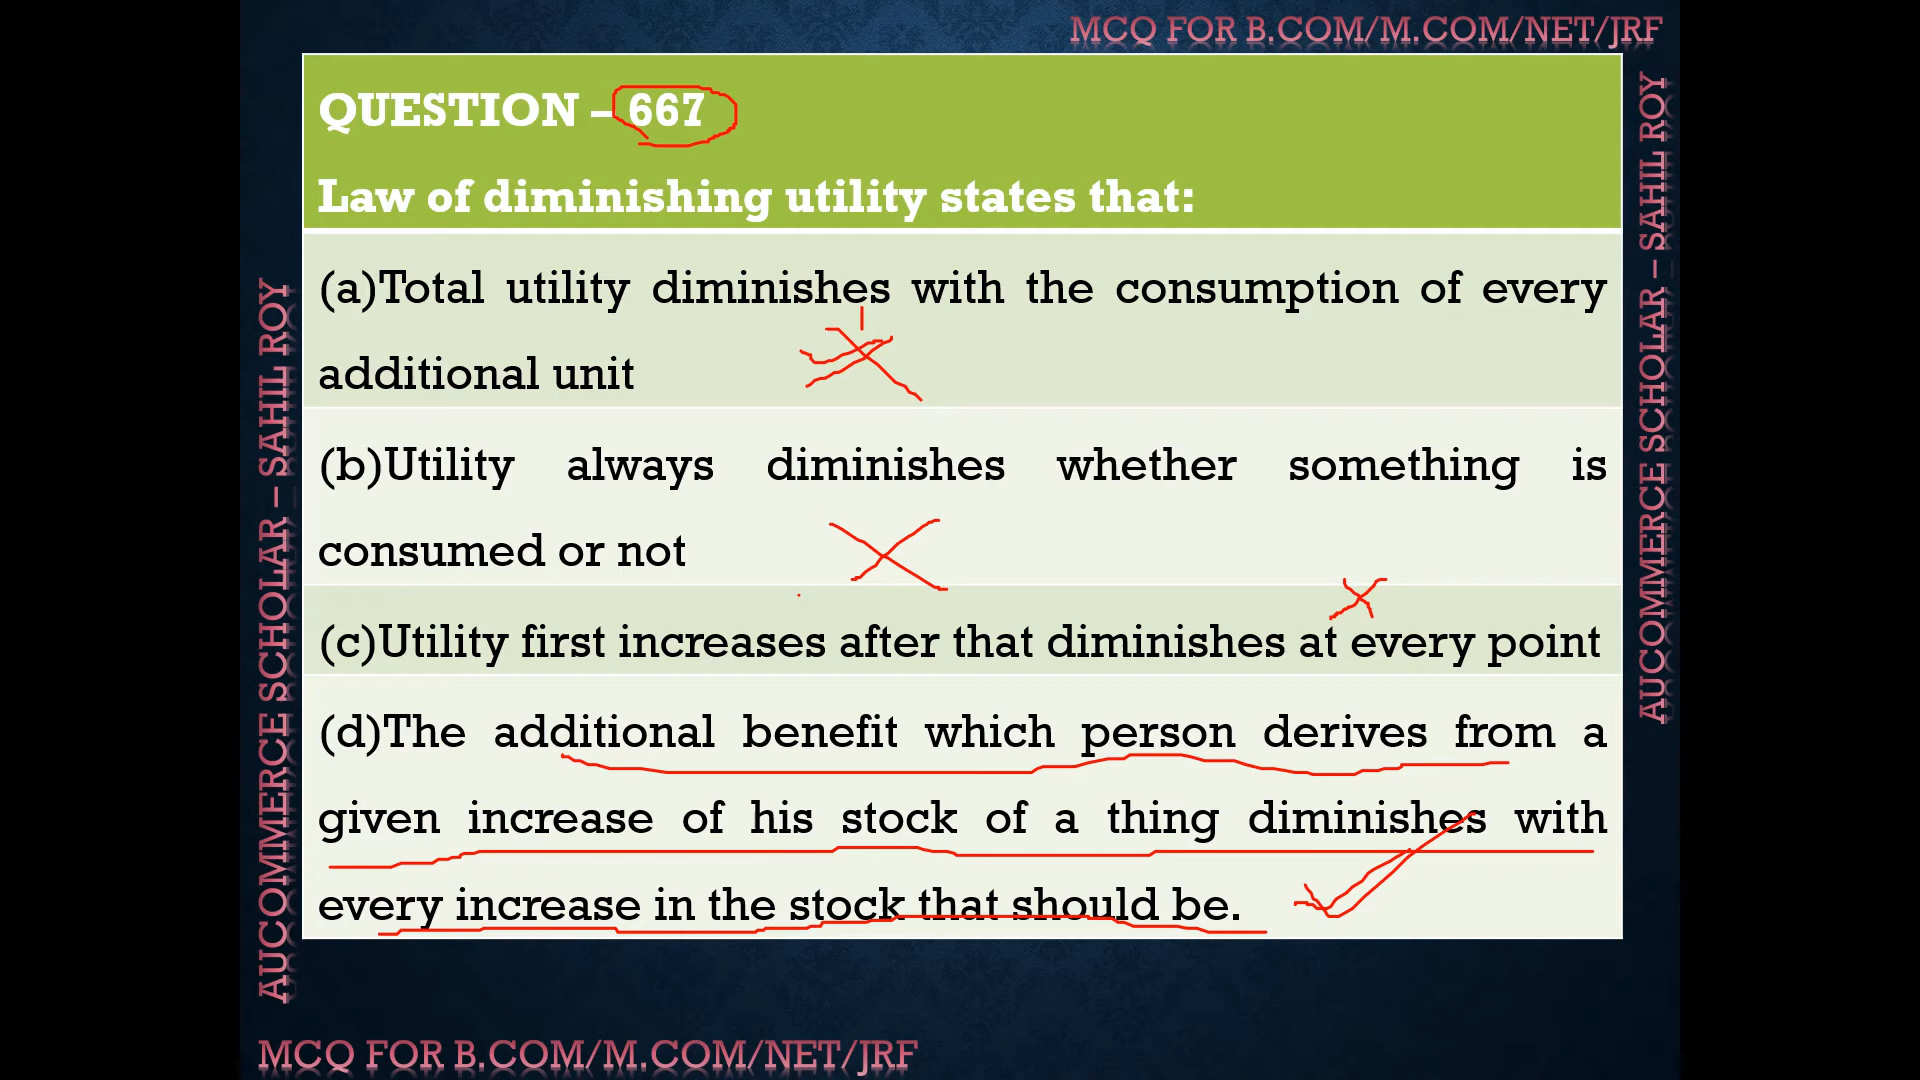 MCQ FOR B.COM/M.COM/NET/JRF
QUESTION – 667
Law of diminishing utility states that:
(a)Total utility diminishes with the consumption of every
additional unit
(b)Utility always diminishes whether something is
consumed or not
(c)Utility first increases after that diminishes at every point
(d)The additional benefit which person derives from a
given increase of his stock of a thing diminishes with
every increase in the stock that should be.
AUCOMMERCE SCHOLAR – SAHIL ROY
AUCOMMERCE SCHOLAR – SAHIL ROY
MCQ FOR B.COM/M.COM/NET/JRF